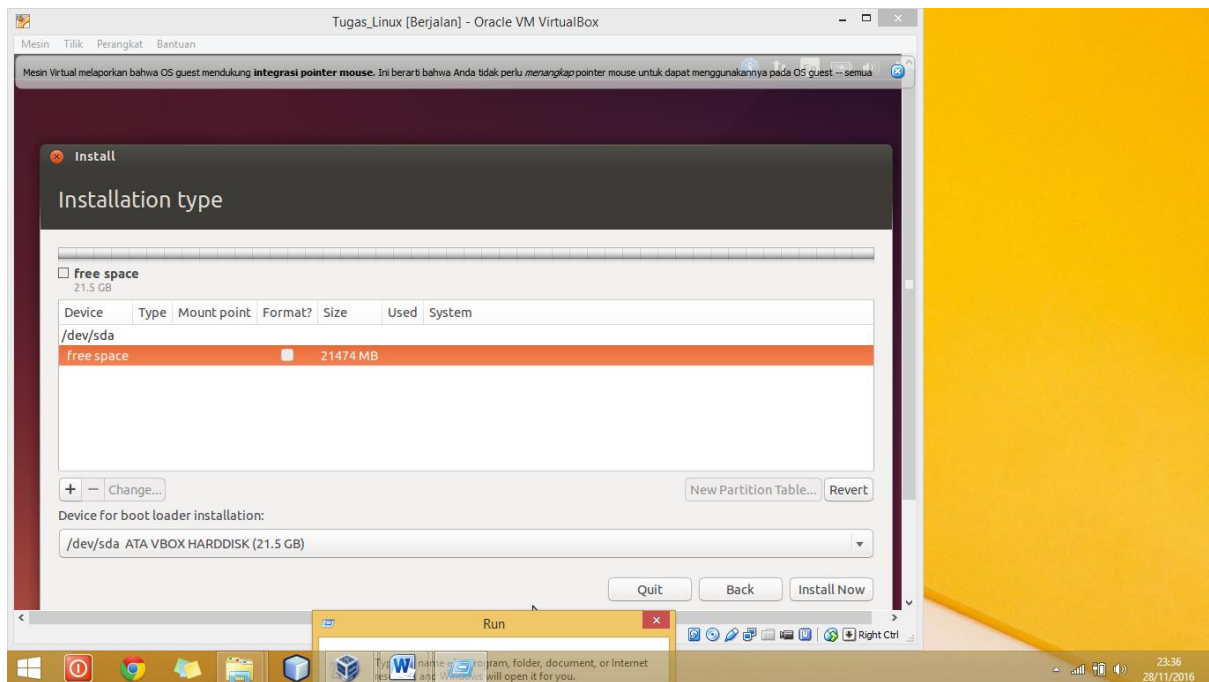 Tugas_Linux [Berjalan] - Oracle VM VirtualBox
Mesin Tilik Perangkat Bantuan
Mesin Virtual melaporkan bahwa OS guest mendukung integrasi pointer mouse. Ini berarti bahwa Anda tidak perlu menangkap pointer mouse untuk dapat menggunakannya pada OS guest -- semua
Install
Installation type
free space
21.5 GB
Device Type Mount point Format? Size Used System
/dev/sda
free space 21474 MB
+ - Change... New Partition Table... Revert
Device for boot loader installation:
/dev/sda ATA VBOX HARDDISK (21.5 GB)
Quit Back Install Now
Run
Right Ctrl
name program, folder, document, or Internet
and Windows will open it for you.
23:36
28/11/2016